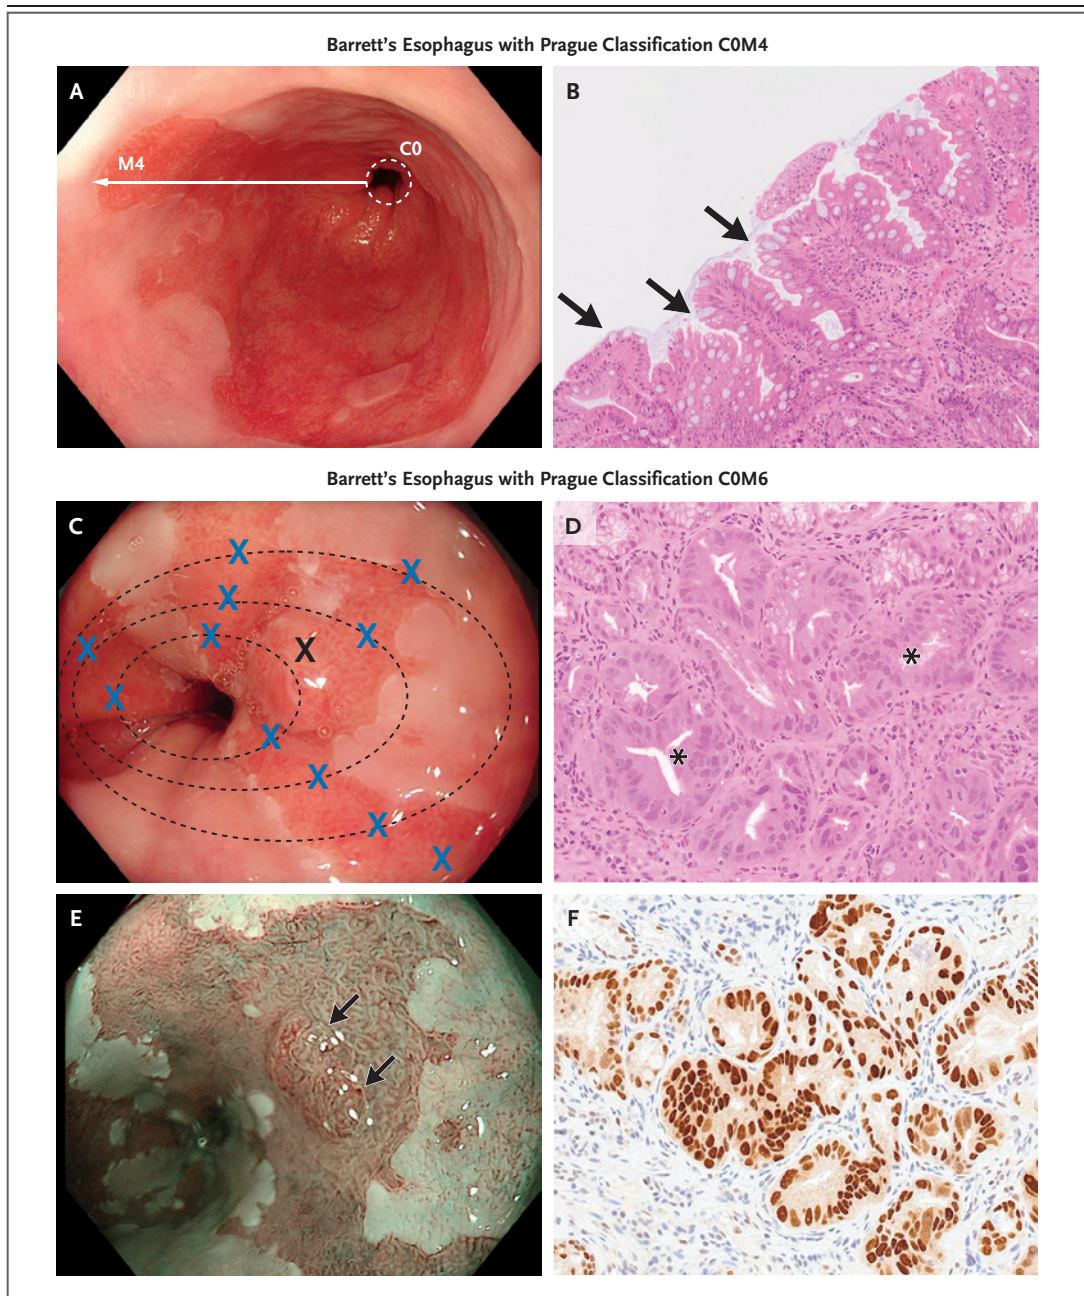 Barrett's Esophagus with Prague Classification C0M4
A
M4
C0
B
Barrett's Esophagus with Prague Classification C0M6
C
X
X
X
X
X
X
X
X
X
X
X
X
X
D
*
*
E
F